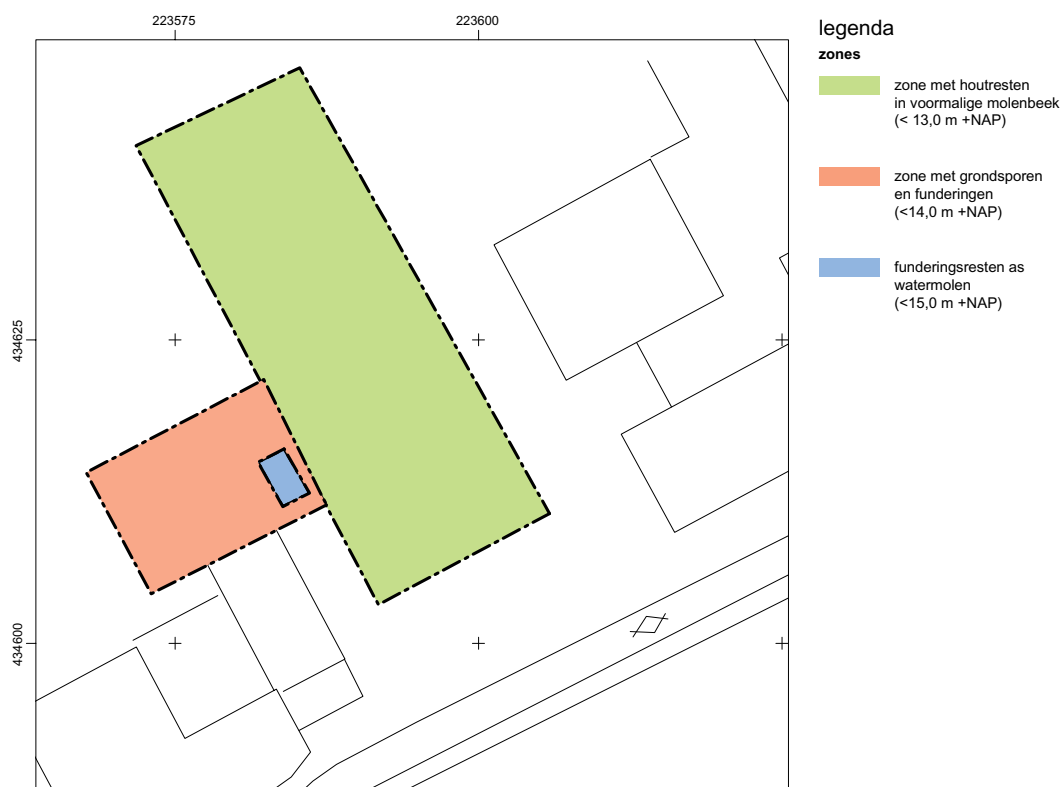 223575
223600
434625
434600
legenda
zones
zone met houtresten
in voormalige molenbeek
(< 13,0 m +NAP)
zone met grondsporen
en funderingen
(<14,0 m +NAP)
funderingsresten as
watermolen
(<15,0 m +NAP)